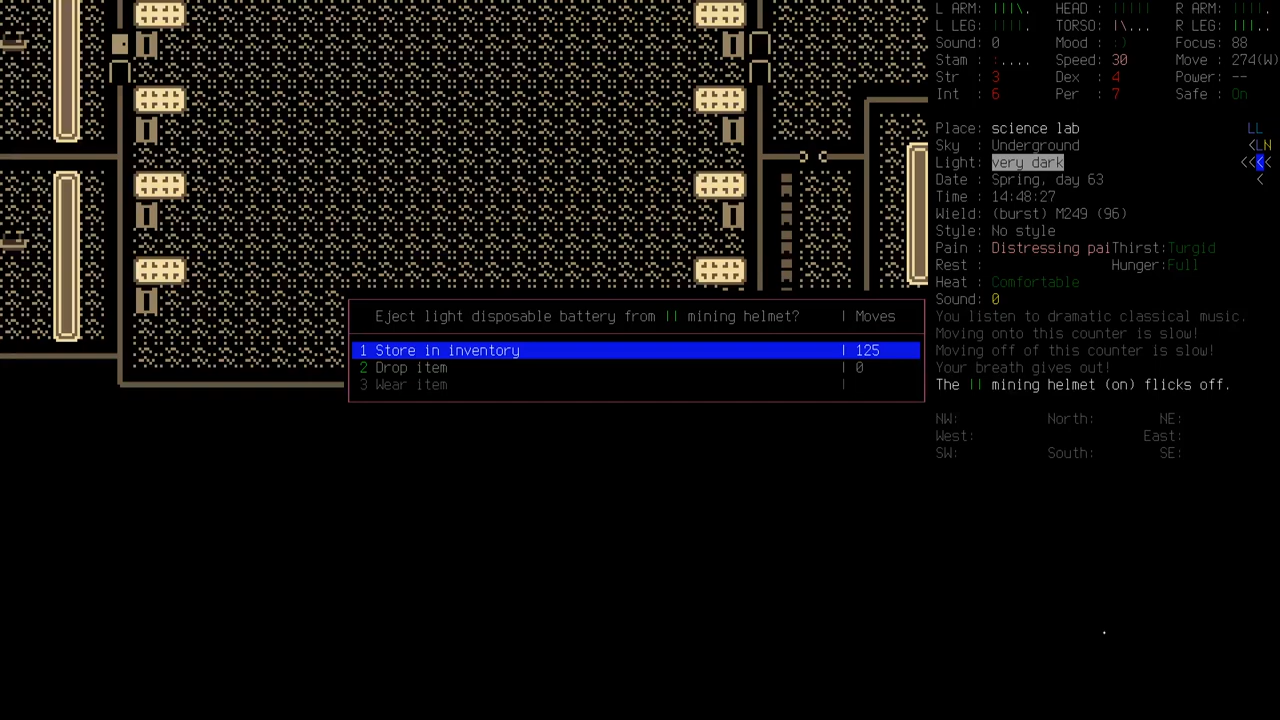 L ARM: |||\. HEAD : ||||| R ARM: ||||.
L LEG: ||||. TORSO: |\... R LEG: |||..
Sound: 0 Mood : :) Focus: 88
Stam : :.... Speed: 30 Move : 274(W)
Str : 3 Dex : 4 Power: --
Int : 6 Per : 7 Safe : On
Place: science lab LL
Sky : Underground <LN
Light: very dark <<<<
Date : Spring, day 63 <
Time : 14:48:27
Wield: (burst) M249 (96)
Style: No style
Pain : Distressing paiThirst:Turgid
Rest : Hunger:Full
Heat : Comfortable
Sound: 0
You listen to dramatic classical music.
Moving onto this counter is slow!
Moving off of this counter is slow!
Your breath gives out!
The || mining helmet (on) flicks off.
NW: North: NE:
West: East:
SW: South: SE:
Eject light disposable battery from || mining helmet? | Moves
1 Store in inventory | 125
2 Drop item | 0
3 Wear item |